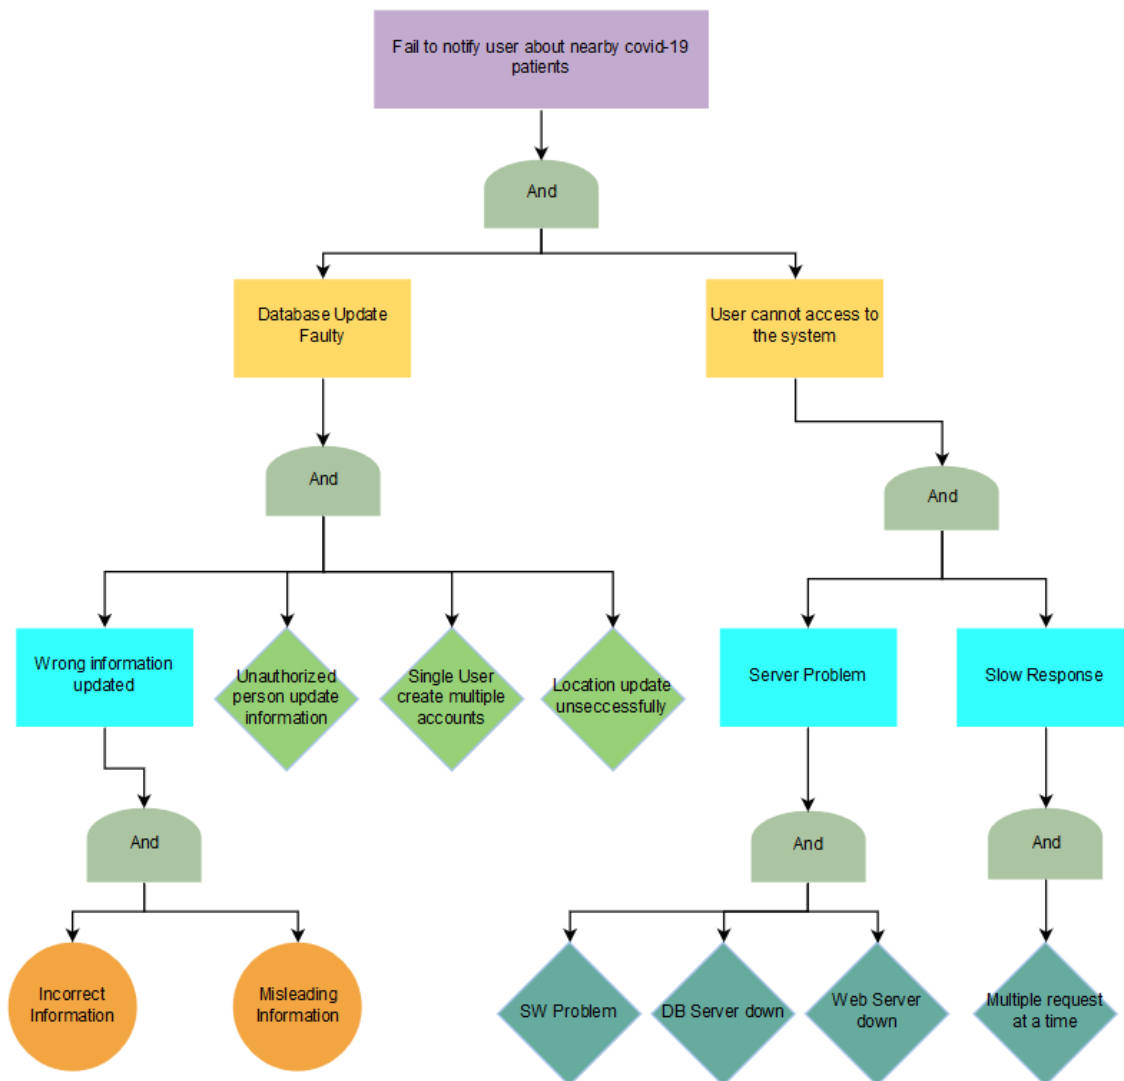 Fail to notify user about nearby covid-19
patients
And
Database Update
Faulty
User cannot access to
the system
And
And
Wrong information
updated
Unauthorized
person update
information
Single User
create multiple
accounts
Location update
unseccessfully
Server Problem
Slow Response
And
And
And
Incorrect
Information
Misleading
Information
SW Problem
DB Server down
Web Server
down
Multiple request
at a time